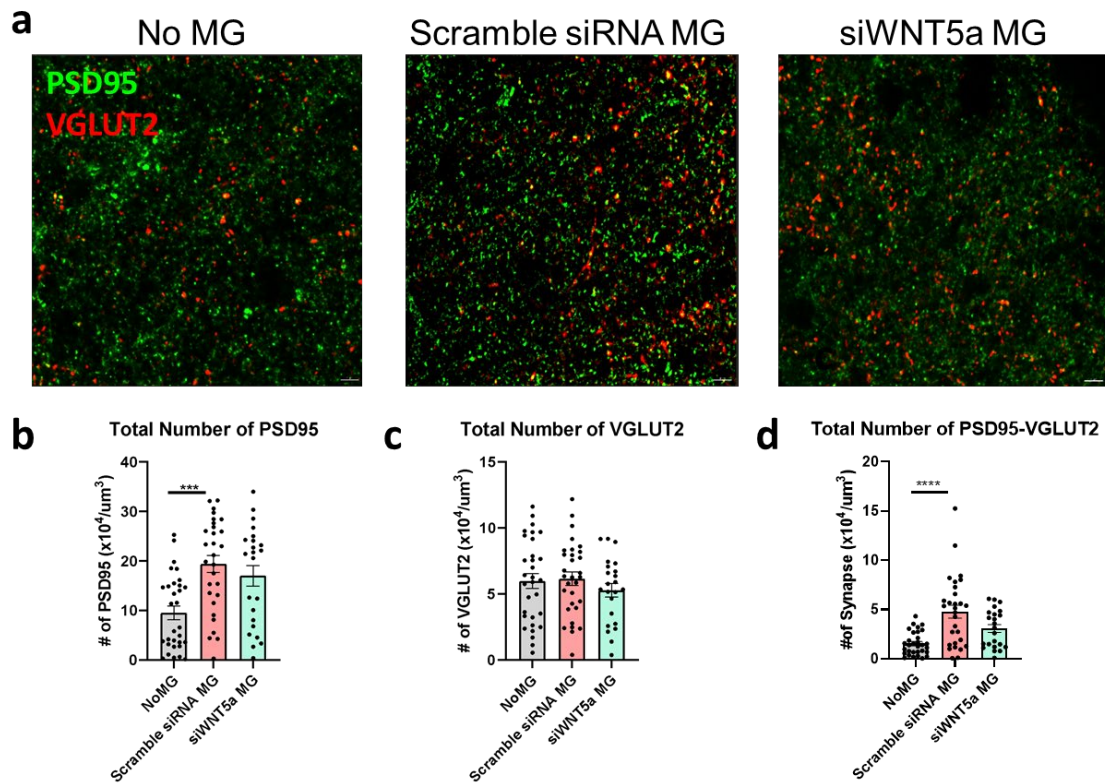 a
No MG
Scramble siRNA MG
siWNT5a MG
PSD95
VGLUT2
b
Total Number of PSD95
# of PSD95 (x10⁴/um³)
40
30
20
10
0
***
NoMG
Scramble siRNA MG
siWNT5a MG
c
Total Number of VGLUT2
# of VGLUT2 (x10⁴/um³)
15
10
5
0
NoMG
Scramble siRNA MG
siWNT5a MG
d
Total Number of PSD95-VGLUT2
#of Synapse (x10⁴/um³)
20
15
10
5
0
****
NoMG
Scramble siRNA MG
siWNT5a MG